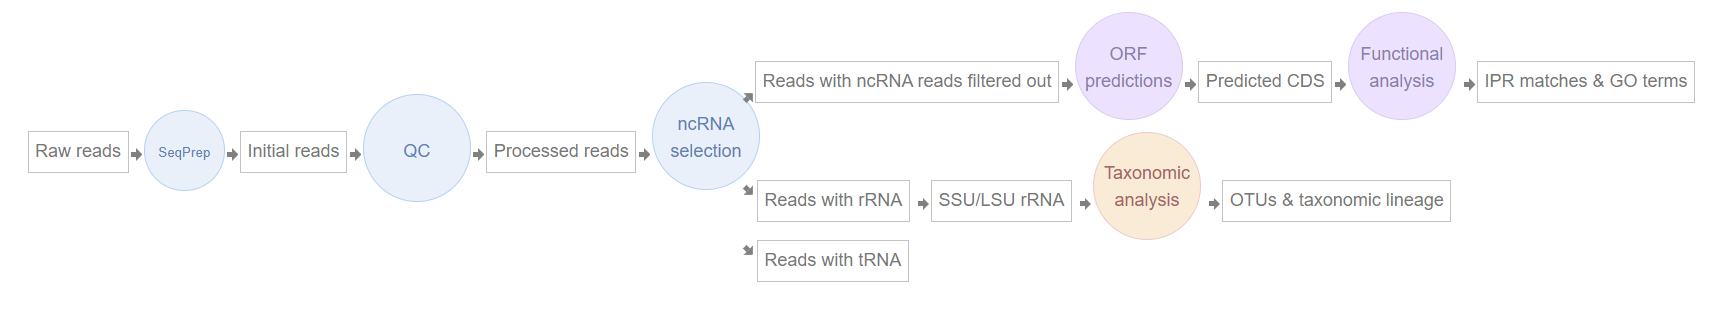 Raw reads
SeqPrep
Initial reads
QC
Processed reads
ncRNA
selection
Reads with ncRNA reads filtered out
ORF
predictions
Predicted CDS
Functional
analysis
IPR matches & GO terms
Reads with rRNA
SSU/LSU rRNA
Taxonomic
analysis
OTUs & taxonomic lineage
Reads with tRNA